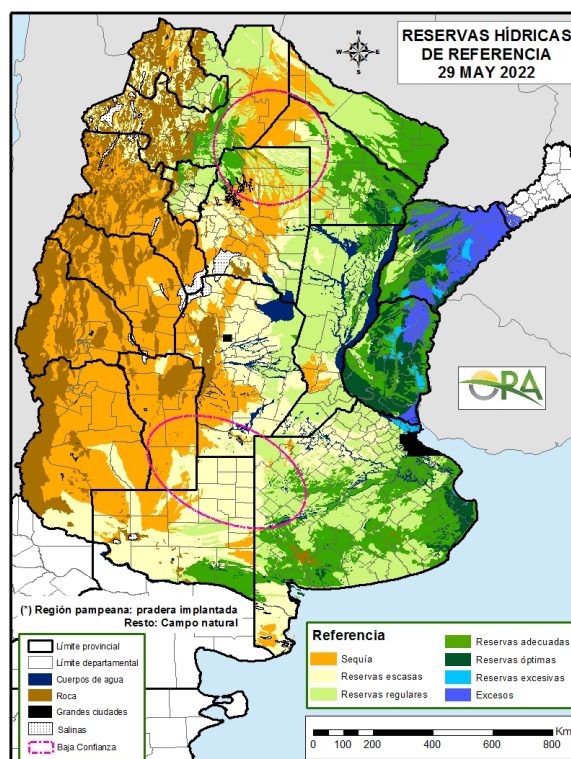 RESERVAS HÍDRICAS
DE REFERENCIA
29 MAY 2022
N
W
E
S
ORA
(*) Región pampeana: pradera implantada
Resto: Campo natural
Límite provincial
Límite departamental
Cuerpos de agua
Roca
Grandes ciudades
Salinas
Baja Confianza
Referencia
Sequía
Reservas escasas
Reservas regulares
Reservas adecuadas
Reservas óptimas
Reservas excesivas
Excesos
Km
0 100 200 400 600 800